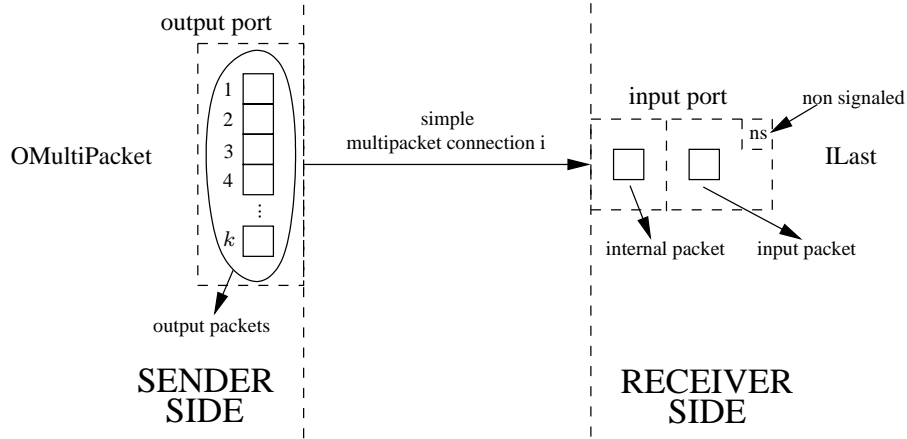 output port
OMultiPacket
1
2
3
4
k
output packets
simple
multipacket connection i
input port
non signaled
ns
ILast
internal packet
input packet
SENDER
SIDE
RECEIVER
SIDE